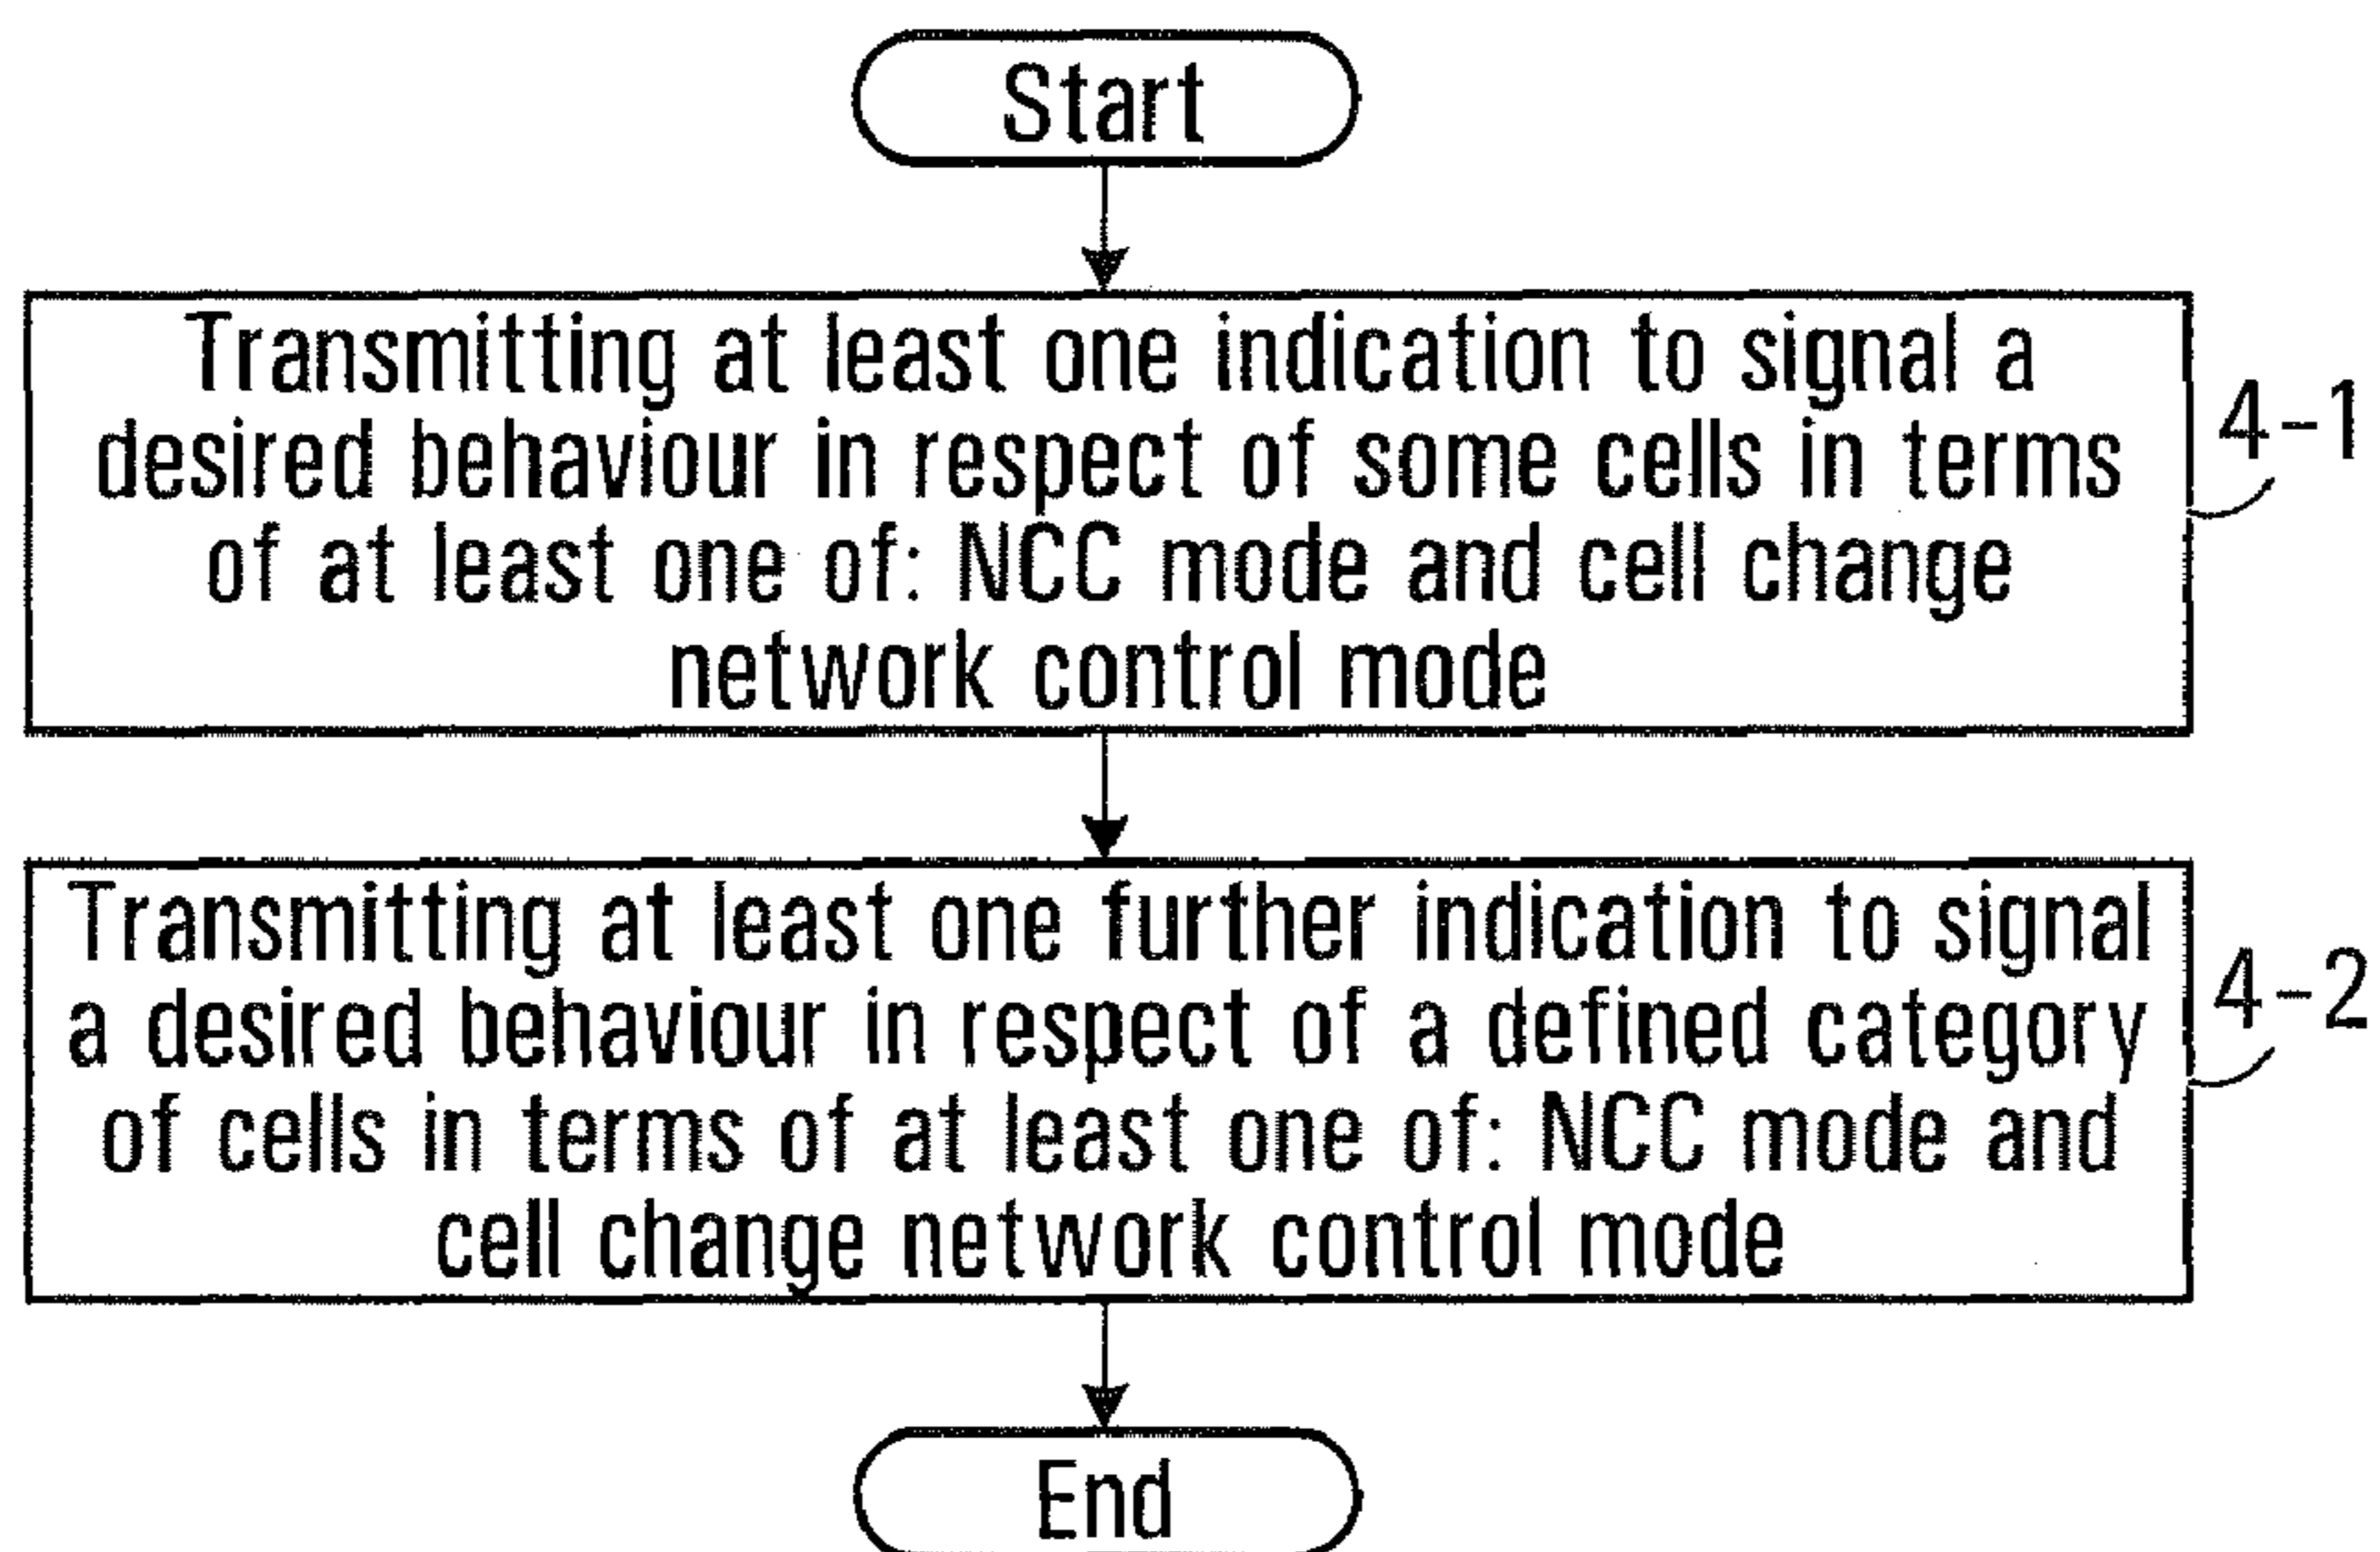 Start
Transmitting at least one indication to signal a
desired behaviour in respect of some cells in terms
of at least one of: NCC mode and cell change
network control mode
4-1
Transmitting at least one further indication to signal
a desired behaviour in respect of a defined category
of cells in terms of at least one of: NCC mode and
cell change network control mode
4-2
End